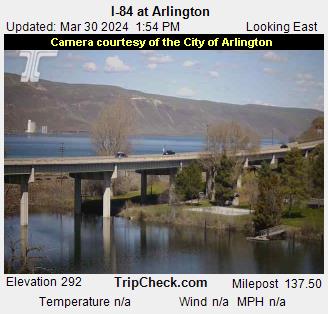 I-84 at Arlington
Updated: Mar 30 2024 1:54 PM Looking East
Camera courtesy of the City of Arlington
Elevation 292 TripCheck.com Milepost 137.50
Temperature n/a Wind n/a MPH n/a